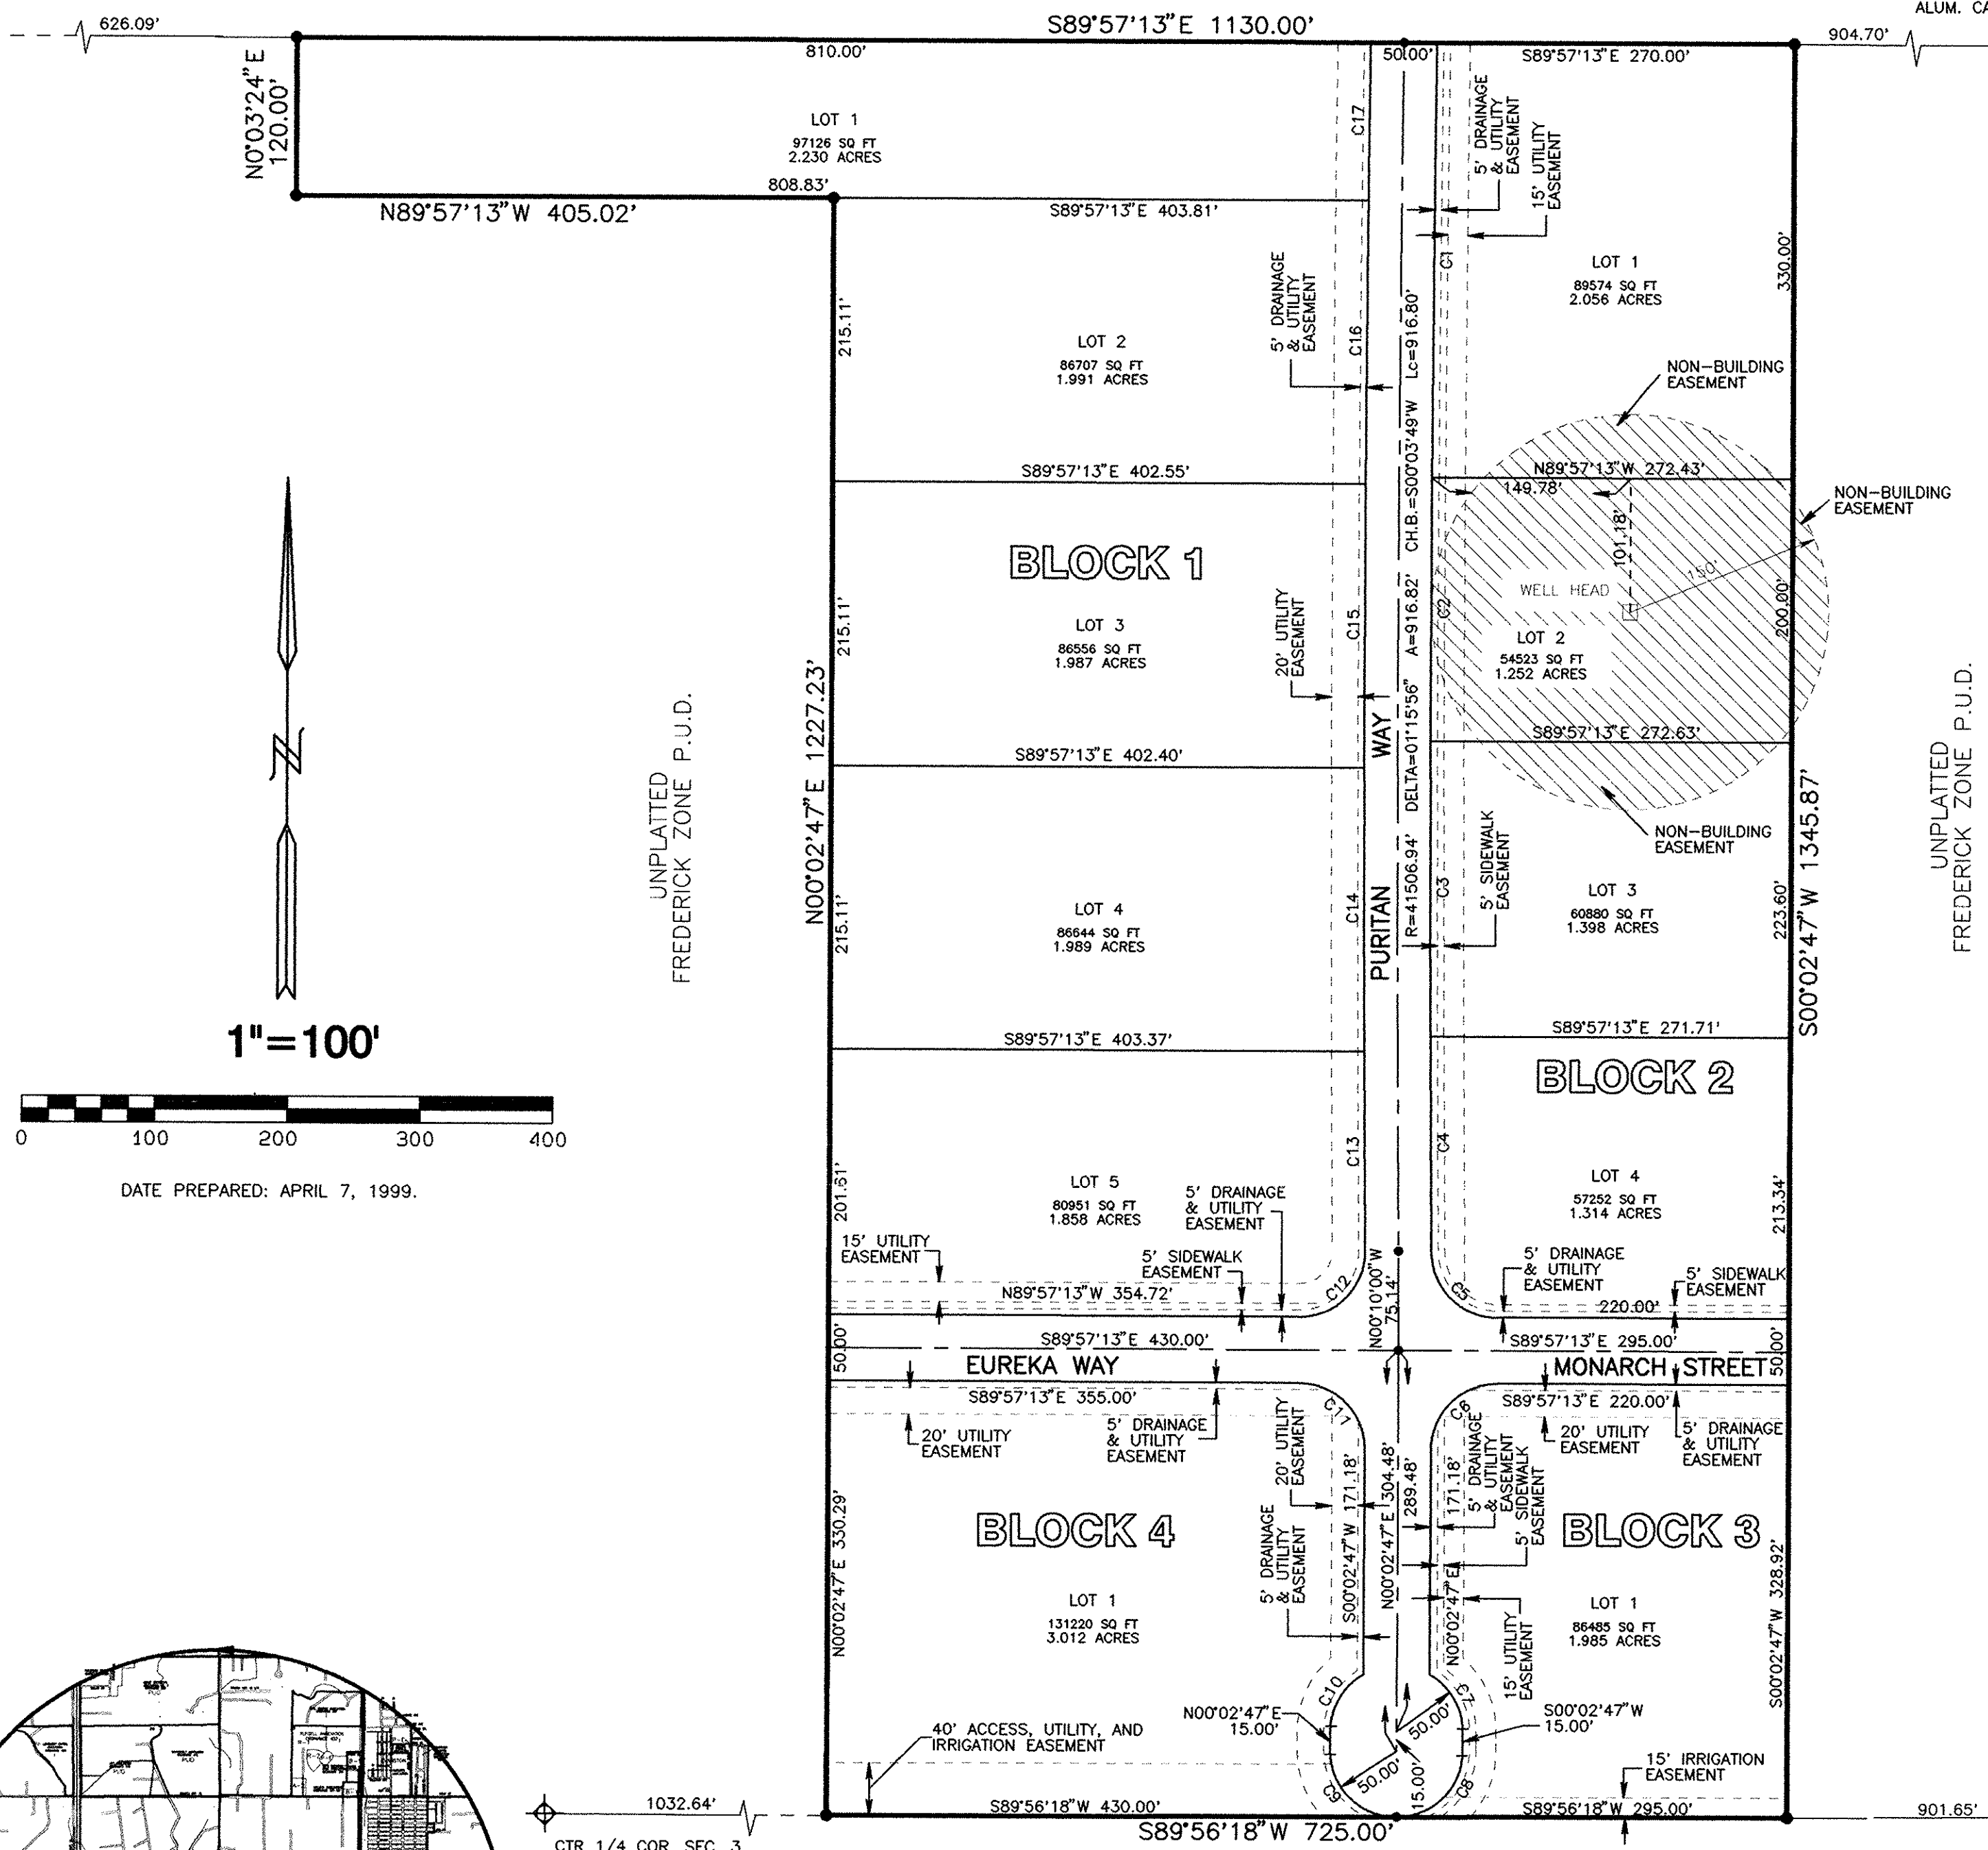 ALUM. CA
626.09'
S89°57'13"E 1130.00'
904.70'
810.00'
50.00'
S89°57'13"E 270.00'
N0°03'24"E
120.00'
LOT 1
97126 SQ FT
2.230 ACRES
C17
5' DRAINAGE
& UTILITY
EASEMENT
15' UTILITY
EASEMENT
808.83'
N89°57'13"W 405.02'
S89°57'13"E 403.81'
215.11'
LOT 2
86707 SQ FT
1.991 ACRES
5' DRAINAGE
& UTILITY
EASEMENT
C16
C1
LOT 1
89574 SQ FT
2.056 ACRES
330.00'
NON-BUILDING
EASEMENT
S89°57'13"E 402.55'
N89°57'13"W 272.43'
149.78'
NON-BUILDING
EASEMENT
101.18'
150'
WELL HEAD
BLOCK 1
215.11'
LOT 3
86556 SQ FT
1.987 ACRES
20' UTILITY
EASEMENT
C15
C2
LOT 2
54523 SQ FT
1.252 ACRES
200.00'
R=41506.94' DELTA=01°15'56" A=916.82' CH.B.=S00°03'49"W Lc=916.80'
PURITAN WAY
S89°57'13"E 402.40'
S89°57'13"E 272.63'
NON-BUILDING
EASEMENT
UNPLATTED
FREDERICK ZONE P.U.D.
N00°02'47"E 1227.23'
S00°02'47"W 1345.87'
UNPLATTED
FREDERICK ZONE P.U.D.
215.11'
LOT 4
86644 SQ FT
1.989 ACRES
C14
C3
5' SIDEWALK
EASEMENT
LOT 3
60880 SQ FT
1.398 ACRES
223.60'
N
1"=100'
0 100 200 300 400
DATE PREPARED: APRIL 7, 1999.
S89°57'13"E 403.37'
S89°57'13"E 271.71'
BLOCK 2
201.61'
LOT 5
80951 SQ FT
1.858 ACRES
C13
C4
LOT 4
57252 SQ FT
1.314 ACRES
213.34'
15' UTILITY
EASEMENT
5' SIDEWALK
EASEMENT
5' DRAINAGE
& UTILITY
EASEMENT
N00°10'00"W
75.14'
5' DRAINAGE
& UTILITY
EASEMENT
5' SIDEWALK
EASEMENT
N89°57'13"W 354.72'
C12
C5
220.00'
50.00'
S89°57'13"E 430.00'
S89°57'13"E 295.00'
50.00'
EUREKA WAY
MONARCH STREET
S89°57'13"E 355.00'
C11
C6
S89°57'13"E 220.00'
20' UTILITY
EASEMENT
5' DRAINAGE
& UTILITY
EASEMENT
20' UTILITY
EASEMENT
5' DRAINAGE
& UTILITY
EASEMENT
20' UTILITY
EASEMENT
5' DRAINAGE
& UTILITY
EASEMENT
S00°02'47"W 171.18'
N00°02'47"E 304.48'
289.48'
N00°02'47"E
171.18'
5' DRAINAGE
& UTILITY
EASEMENT
5' SIDEWALK
EASEMENT
15' UTILITY
EASEMENT
BLOCK 4
BLOCK 3
N00°02'47"E 330.29'
LOT 1
131220 SQ FT
3.012 ACRES
LOT 1
86485 SQ FT
1.985 ACRES
S00°02'47"W 328.92'
C10
C7
N00°02'47"E
15.00'
S00°02'47"W
15.00'
50.00'
50.00'
15.00'
C9
C8
40' ACCESS, UTILITY, AND
IRRIGATION EASEMENT
15' IRRIGATION
EASEMENT
1032.64'
S89°56'18"W 430.00'
S89°56'18"W 295.00'
901.65'
S89°56'18"W 725.00'
CTR 1/4 COR. SEC. 3